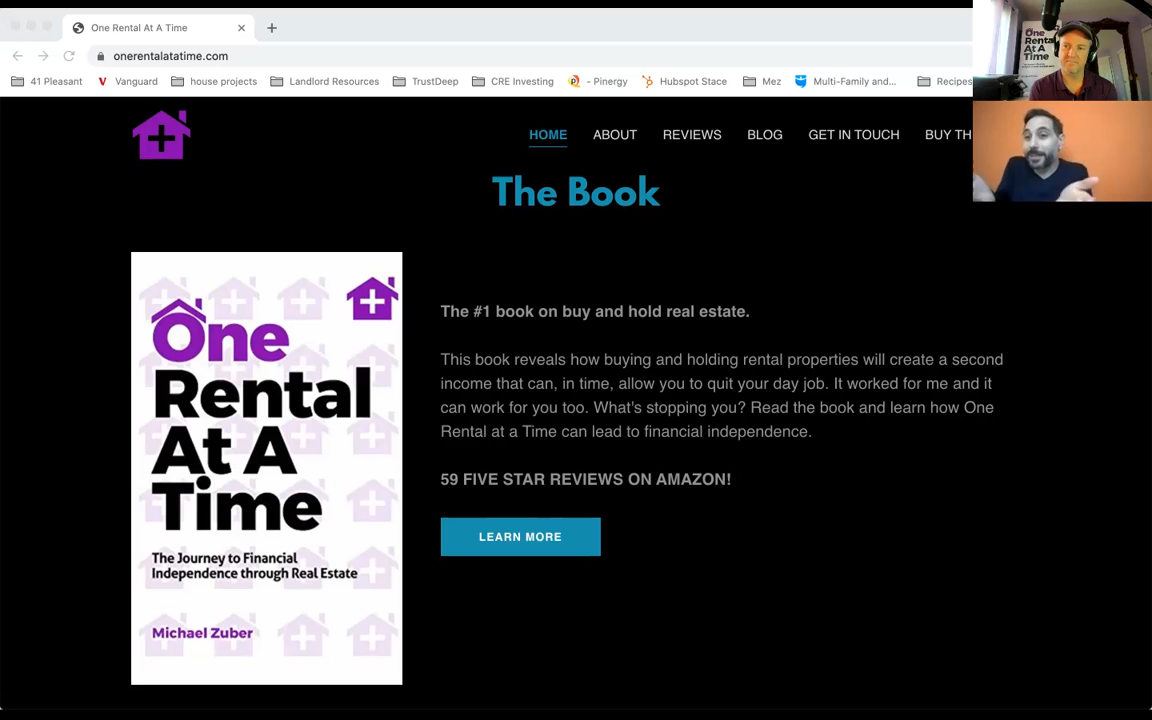 One Rental At A Time
onerentalatatime.com
41 Pleasant
Vanguard
house projects
Landlord Resources
TrustDeep
CRE Investing
- Pinergy
Hubspot Stace
Mez
Multi-Family and...
Recipes
One
Rental
At A
Time
HOME
ABOUT
REVIEWS
BLOG
GET IN TOUCH
BUY TH
The Book
One
Rental
At A
Time
The Journey to Financial
Independence through Real Estate
Michael Zuber
The #1 book on buy and hold real estate.
This book reveals how buying and holding rental properties will create a second
income that can, in time, allow you to quit your day job. It worked for me and it
can work for you too. What's stopping you? Read the book and learn how One
Rental at a Time can lead to financial independence.
59 FIVE STAR REVIEWS ON AMAZON!
LEARN MORE